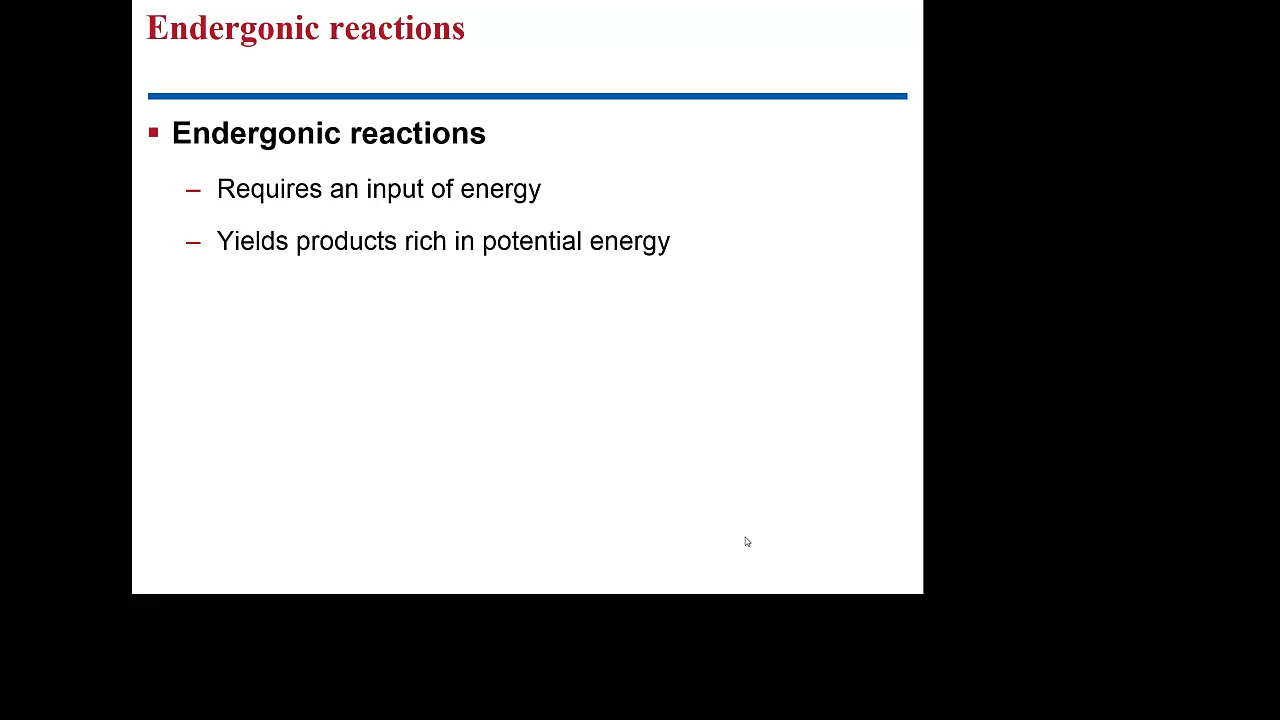 Endergonic reactions
▪ Endergonic reactions
– Requires an input of energy
– Yields products rich in potential energy